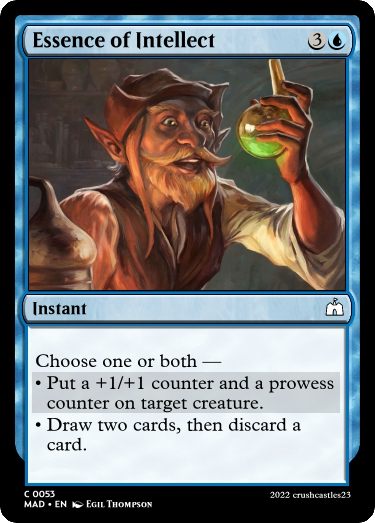 Essence of Intellect 3
Instant
Choose one or both —
• Put a +1/+1 counter and a prowess
counter on target creature.
• Draw two cards, then discard a
card.
C 0053
MAD • EN Egil Thompson
2022 crushcastles23